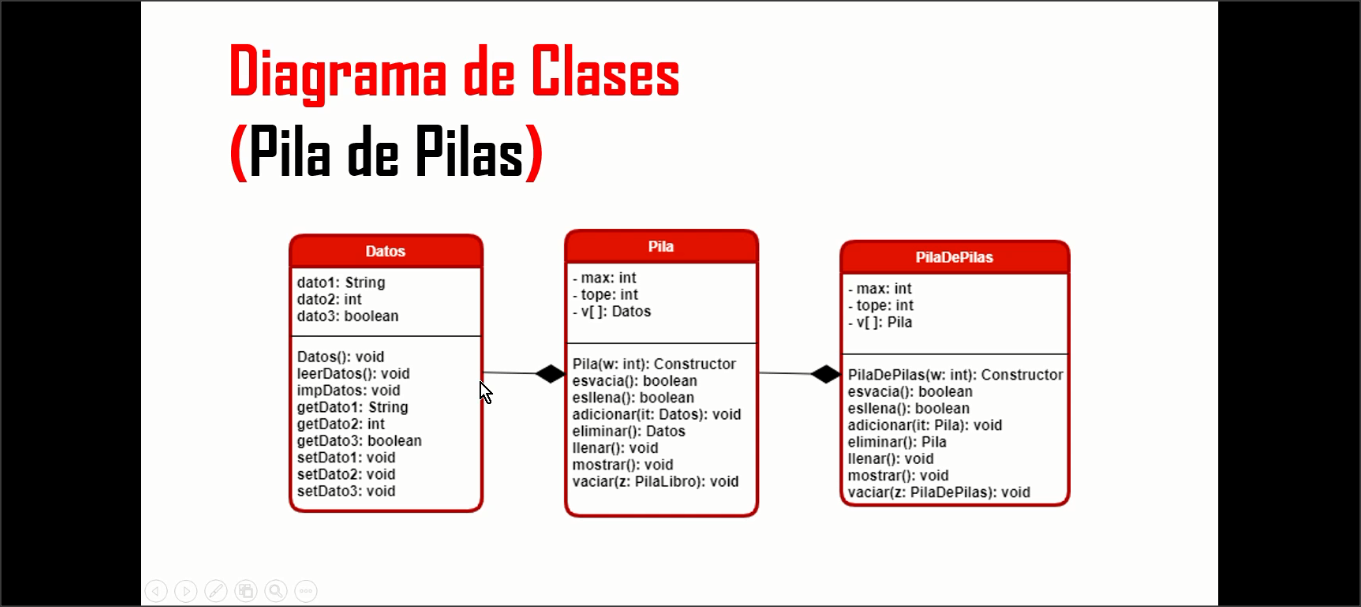 Diagrama de Clases
(Pila de Pilas)
Datos
dato1: String
dato2: int
dato3: boolean
Datos(): void
leerDatos(): void
impDatos: void
getDato1: String
getDato2: int
getDato3: boolean
setDato1: void
setDato2: void
setDato3: void
Pila
- max: int
- tope: int
- v[ ]: Datos
Pila(w: int): Constructor
esvacia(): boolean
esllena(): boolean
adicionar(it: Datos): void
eliminar(): Datos
llenar(): void
mostrar(): void
vaciar(z: PilaLibro): void
PilaDePilas
- max: int
- tope: int
- v[ ]: Pila
PilaDePilas(w: int): Constructor
esvacia(): boolean
esllena(): boolean
adicionar(it: Pila): void
eliminar(): Pila
llenar(): void
mostrar(): void
vaciar(z: PilaDePilas): void